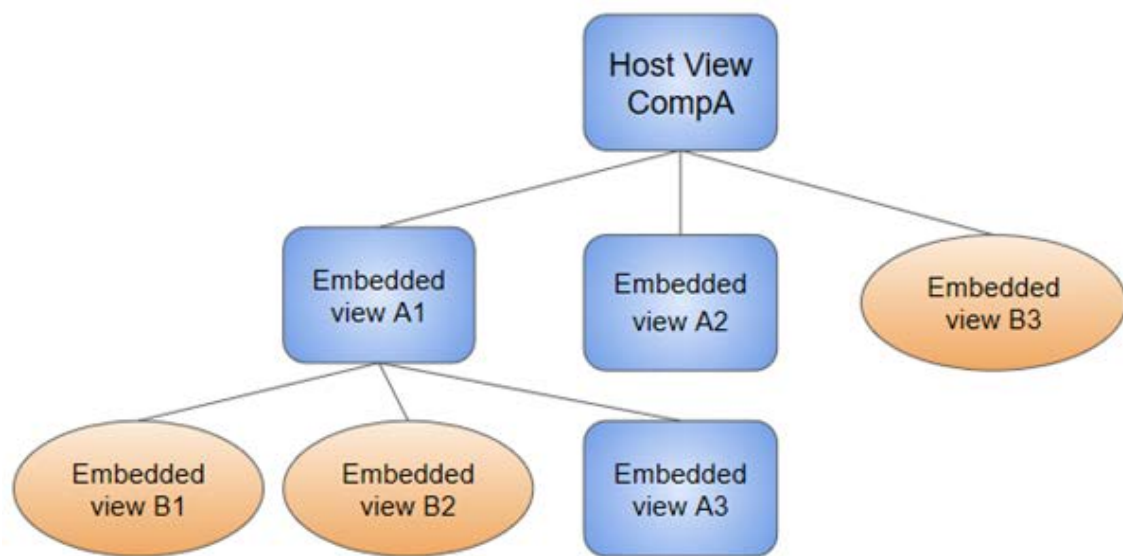 Host View
CompA
Embedded
view A1
Embedded
view A2
Embedded
view B3
Embedded
view B1
Embedded
view B2
Embedded
view A3